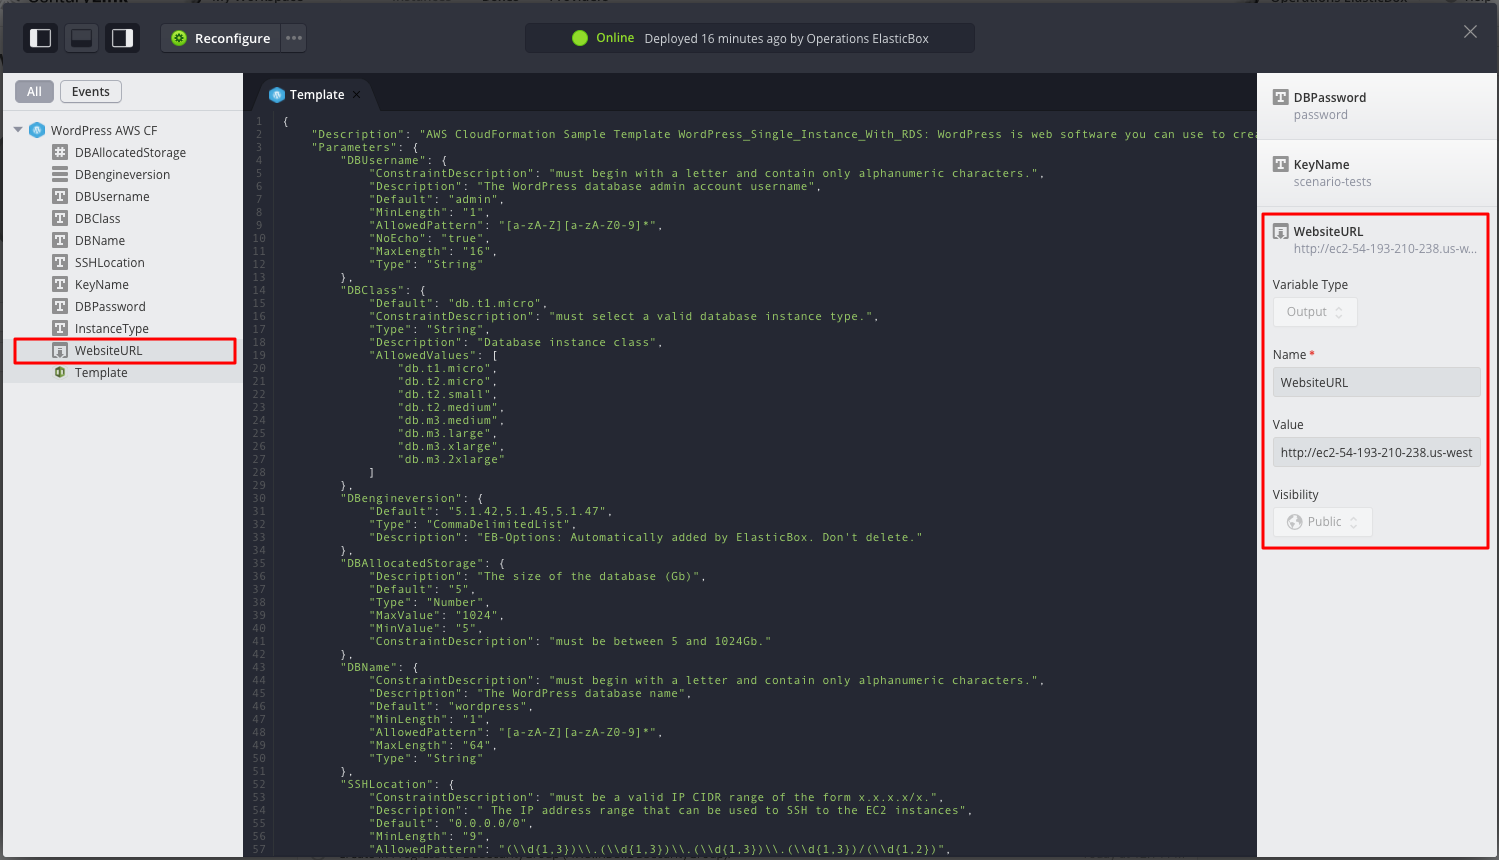 Reconfigure
Online Deployed 16 minutes ago by Operations ElasticBox
All
Events
WordPress AWS CF
DBAllocatedStorage
DBengineversion
DBUsername
DBClass
DBName
SSHLocation
KeyName
DBPassword
InstanceType
WebsiteURL
Template
Template
1 {
2 "Description": "AWS CloudFormation Sample Template WordPress_Single_Instance_With_RDS: WordPress is web software you can use to crea
3 "Parameters": {
4 "DBUsername": {
5 "ConstraintDescription": "must begin with a letter and contain only alphanumeric characters.",
6 "Description": "The WordPress database admin account username",
7 "Default": "admin",
8 "MinLength": "1",
9 "AllowedPattern": "[a-zA-Z][a-zA-Z0-9]*",
10 "NoEcho": "true",
11 "MaxLength": "16",
12 "Type": "String"
13 },
14 "DBClass": {
15 "Default": "db.t1.micro",
16 "ConstraintDescription": "must select a valid database instance type.",
17 "Type": "String",
18 "Description": "Database instance class",
19 "AllowedValues": [
20 "db.t1.micro",
21 "db.t2.micro",
22 "db.t2.small",
23 "db.t2.medium",
24 "db.m3.medium",
25 "db.m3.large",
26 "db.m3.xlarge",
27 "db.m3.2xlarge"
28 ]
29 },
30 "DBengineversion": {
31 "Default": "5.1.42,5.1.45,5.1.47",
32 "Type": "CommaDelimitedList",
33 "Description": "EB-Options: Automatically added by ElasticBox. Don't delete."
34 },
35 "DBAllocatedStorage": {
36 "Description": "The size of the database (Gb)",
37 "Default": "5",
38 "Type": "Number",
39 "MaxValue": "1024",
40 "MinValue": "5",
41 "ConstraintDescription": "must be between 5 and 1024Gb."
42 },
43 "DBName": {
44 "ConstraintDescription": "must begin with a letter and contain only alphanumeric characters.",
45 "Description": "The WordPress database name",
46 "Default": "wordpress",
47 "MinLength": "1",
48 "AllowedPattern": "[a-zA-Z][a-zA-Z0-9]*",
49 "MaxLength": "64",
50 "Type": "String"
51 },
52 "SSHLocation": {
53 "ConstraintDescription": "must be a valid IP CIDR range of the form x.x.x.x/x.",
54 "Description": " The IP address range that can be used to SSH to the EC2 instances",
55 "Default": "0.0.0.0/0",
56 "MinLength": "9",
57 "AllowedPattern": "(\\d{1,3})\\.(\\d{1,3})\\.(\\d{1,3})\\.(\\d{1,3})/(\\d{1,2})",
DBPassword
password
KeyName
scenario-tests
WebsiteURL
http://ec2-54-193-210-238.us-w...
Variable Type
Output
Name *
WebsiteURL
Value
http://ec2-54-193-210-238.us-west
Visibility
Public